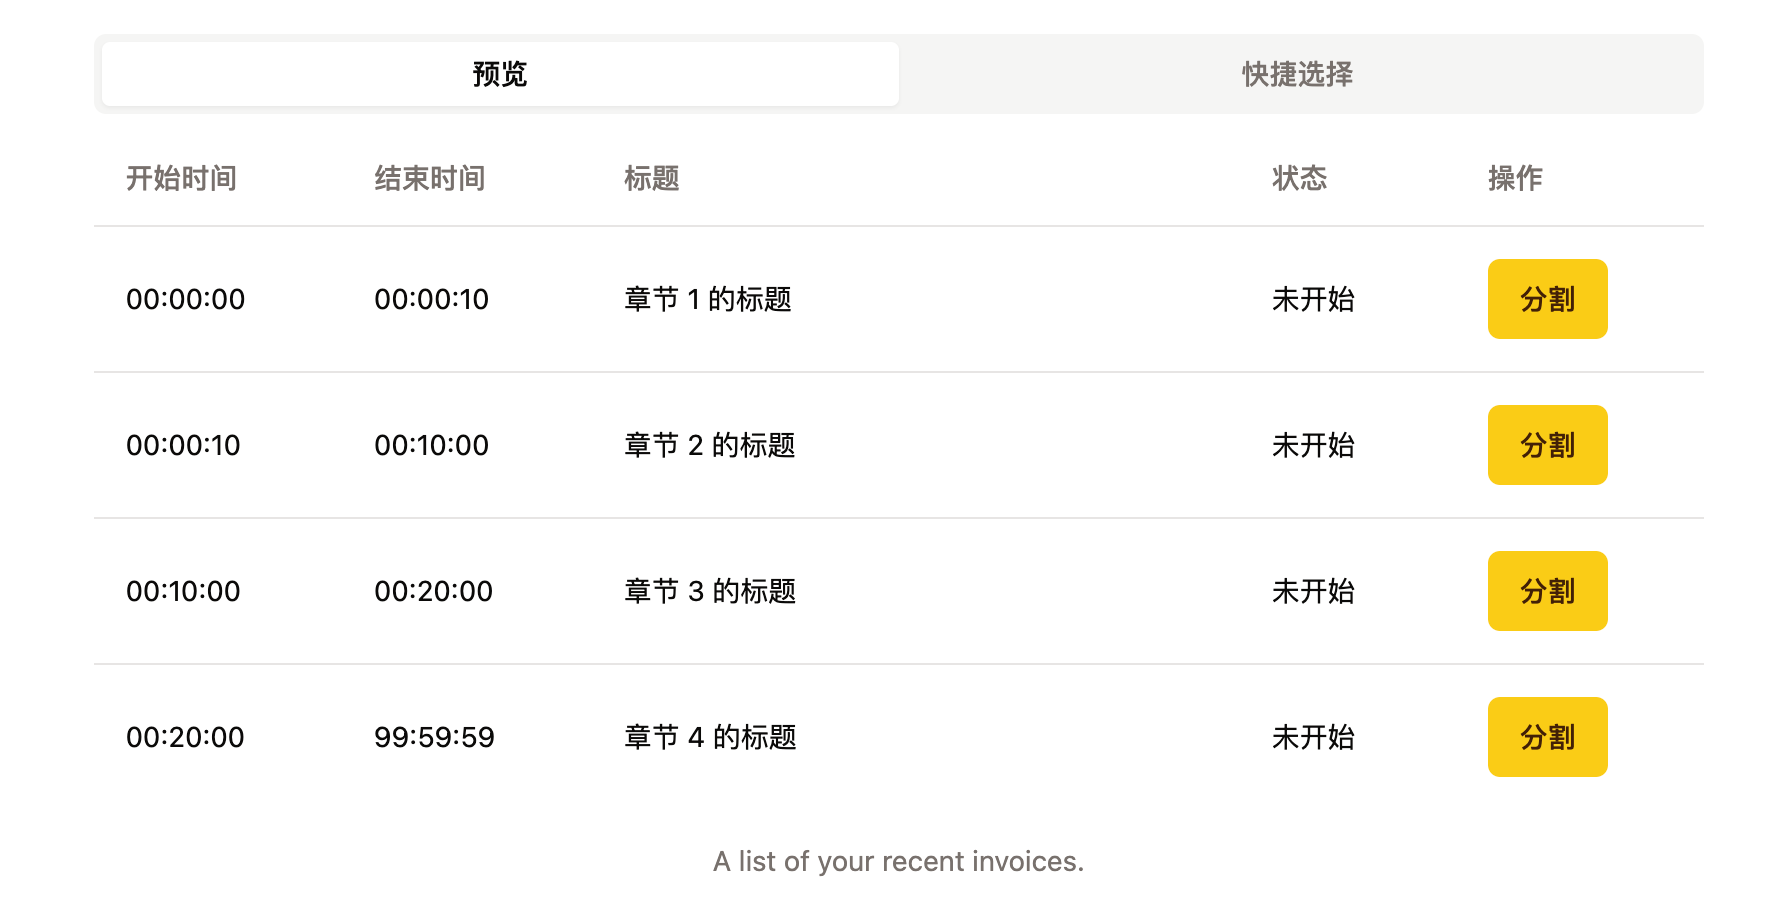 预览 快捷选择
开始时间 结束时间 标题 状态 操作
00:00:00 00:00:10 章节 1 的标题 未开始 分割
00:00:10 00:10:00 章节 2 的标题 未开始 分割
00:10:00 00:20:00 章节 3 的标题 未开始 分割
00:20:00 99:59:59 章节 4 的标题 未开始 分割
A list of your recent invoices.